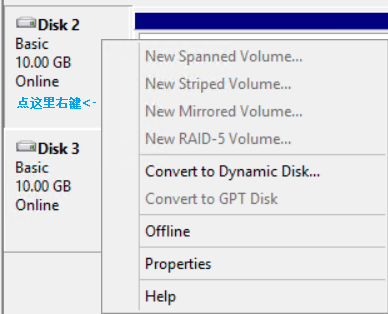 Disk 2
Basic
10.00 GB
Online
点这里右键<-
New Spanned Volume...
New Striped Volume...
New Mirrored Volume...
New RAID-5 Volume...
Convert to Dynamic Disk...
Convert to GPT Disk
Offline
Properties
Help
Disk 3
Basic
10.00 GB
Online